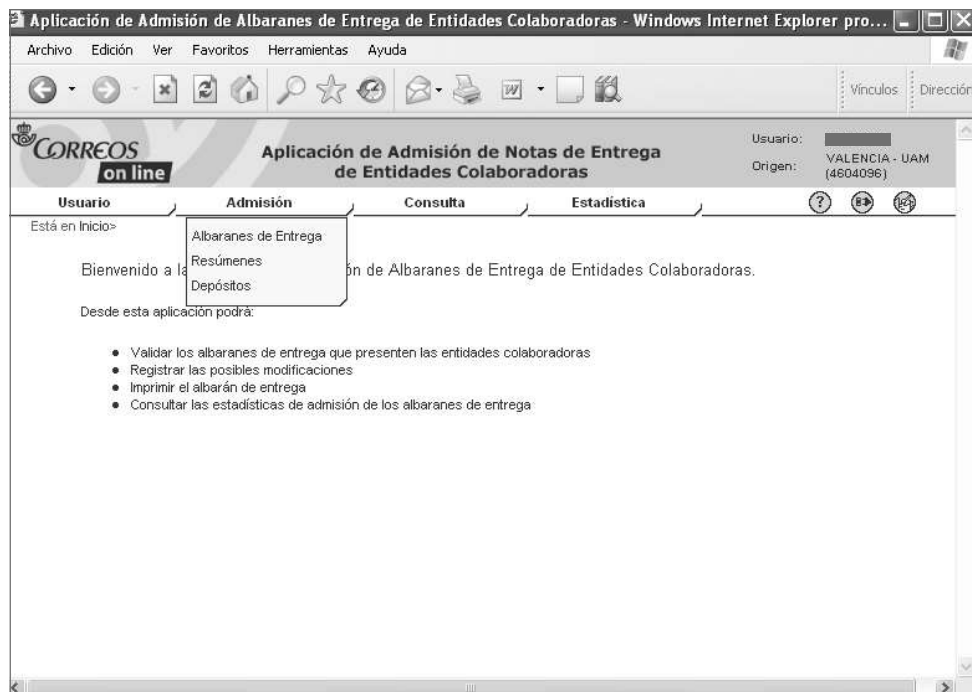 Aplicación de Admisión de Albaranes de Entrega de Entidades Colaboradoras - Windows Internet Explorer pro...
Archivo Edición Ver Favoritos Herramientas Ayuda
Vínculos Dirección
CORREOS
on line
Aplicación de Admisión de Notas de Entrega
de Entidades Colaboradoras
Usuario:
Origen: VALENCIA - UAM
(4604096)
Usuario Admisión Consulta Estadística
Está en Inicio>
Albaranes de Entrega
Resúmenes
Depósitos
Bienvenido a la ón de Albaranes de Entrega de Entidades Colaboradoras.
Desde esta aplicación podrá:
• Validar los albaranes de entrega que presenten las entidades colaboradoras
• Registrar las posibles modificaciones
• Imprimir el albarán de entrega
• Consultar las estadísticas de admisión de los albaranes de entrega